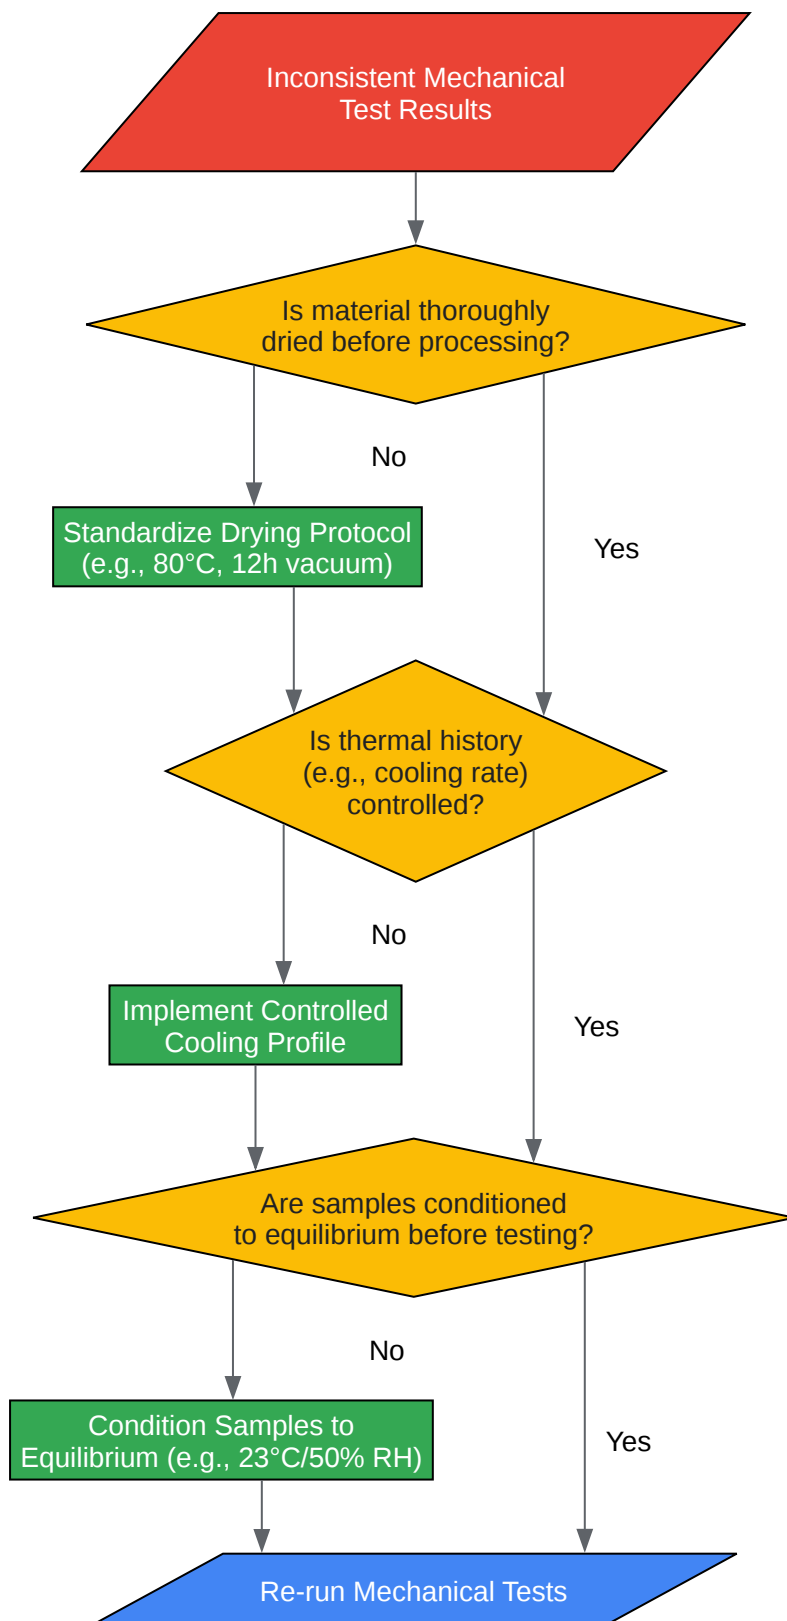 Inconsistent Mechanical
Test Results
Is material thoroughly
dried before processing?
No
Standardize Drying Protocol
(e.g., 80°C, 12h vacuum)
Yes
Is thermal history
(e.g., cooling rate)
controlled?
No
Implement Controlled
Cooling Profile
Yes
Are samples conditioned
to equilibrium before testing?
No
Condition Samples to
Equilibrium (e.g., 23°C/50% RH)
Yes
Re-run Mechanical Tests